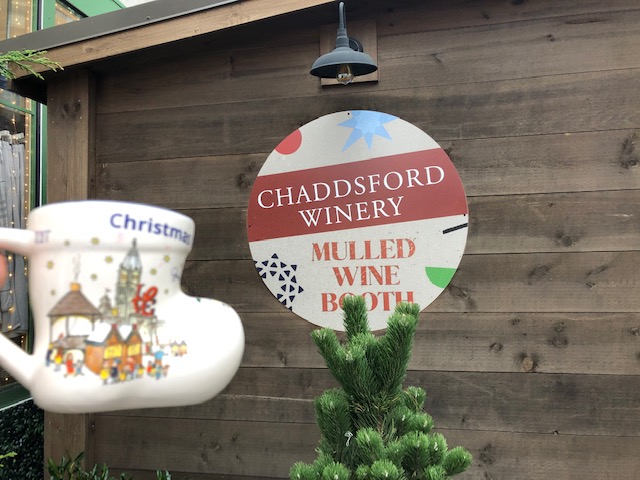 Christmas
CHADDSFORD
WINERY
MULLED
WINE
BOOTH